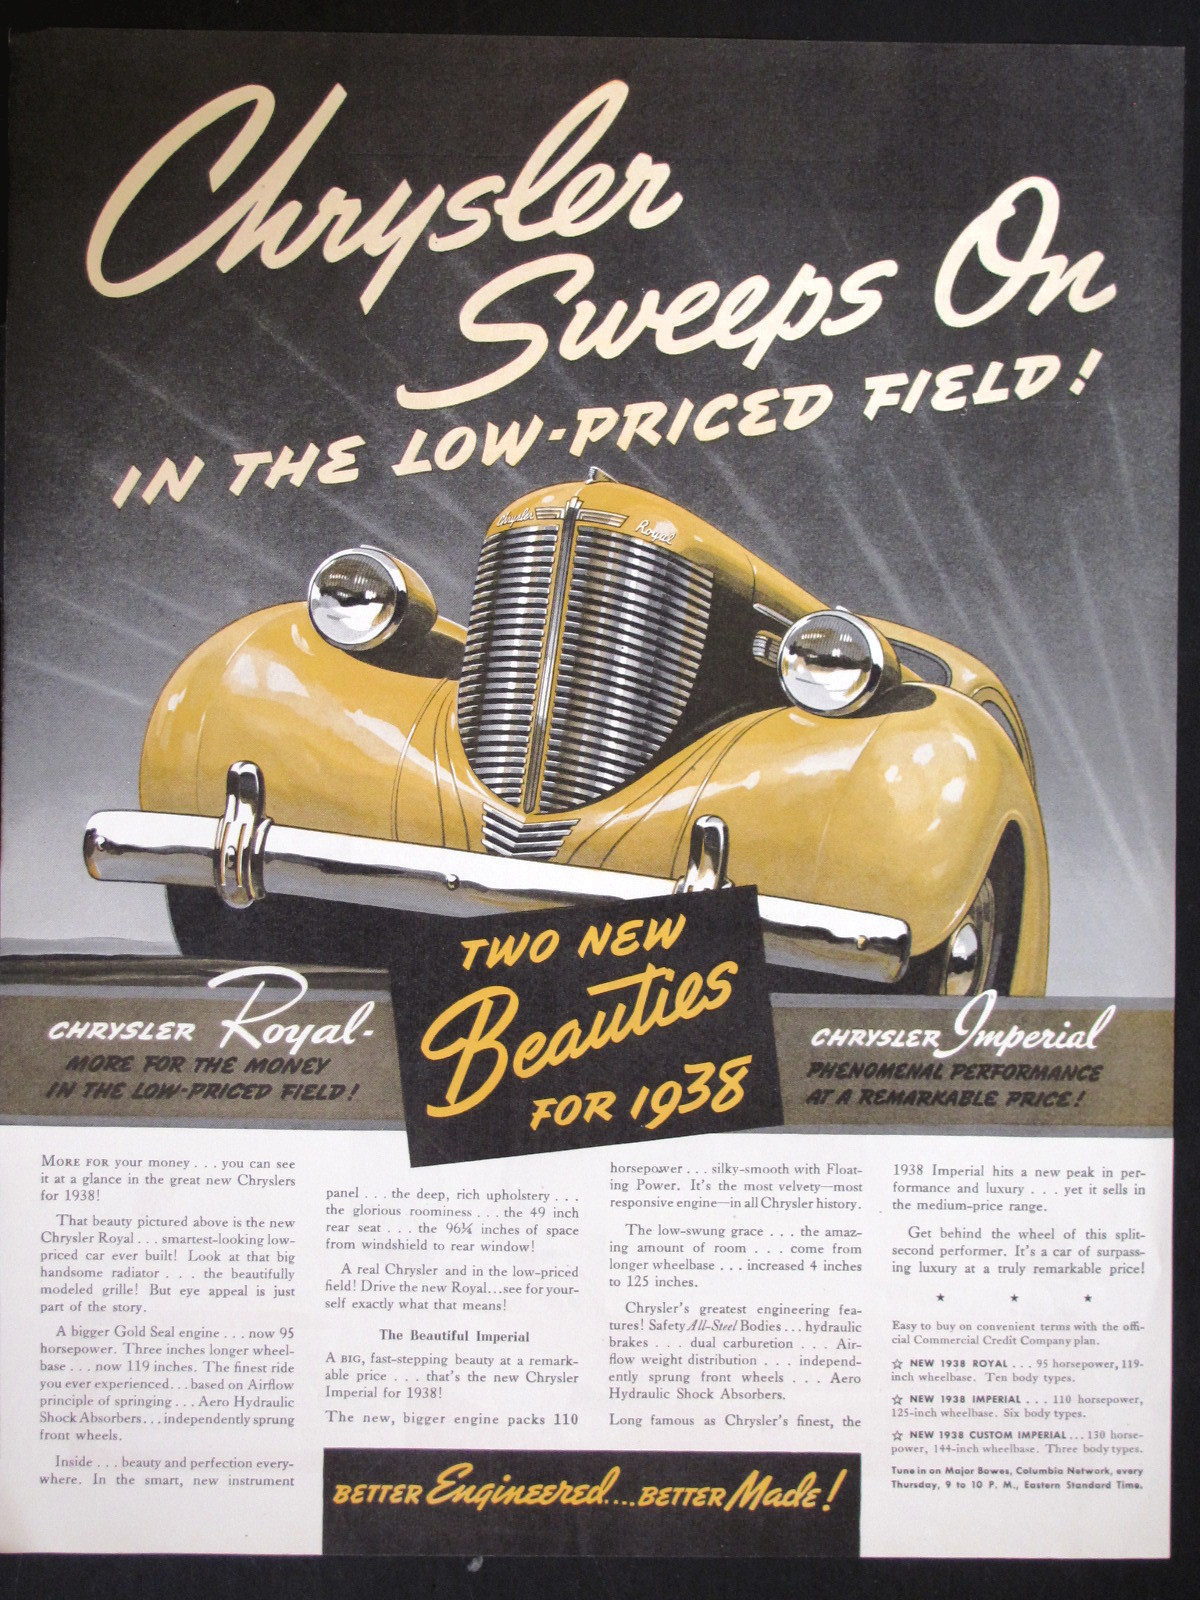 Chrysler
Sweeps On
IN THE LOW-PRICED FIELD!
Chrysler
Royal
TWO NEW
Beauties
FOR 1938
CHRYSLER Royal-
MORE FOR THE MONEY
IN THE LOW-PRICED FIELD!
CHRYSLER Imperial
PHENOMENAL PERFORMANCE
AT A REMARKABLE PRICE!
MORE FOR your money . . . you can see
it at a glance in the great new Chryslers
for 1938!
That beauty pictured above is the new
Chrysler Royal . . . smartest-looking low-
priced car ever built! Look at that big
handsome radiator . . . the beautifully
modeled grille! But eye appeal is just
part of the story.
A bigger Gold Seal engine . . . now 95
horsepower. Three inches longer wheel-
base . . . now 119 inches. The finest ride
you ever experienced . . . based on Airflow
principle of springing . . . Aero Hydraulic
Shock Absorbers . . . independently sprung
front wheels.
Inside . . . beauty and perfection every-
where. In the smart, new instrument
panel . . . the deep, rich upholstery . . .
the glorious roominess . . . the 49 inch
rear seat . . . the 96¼ inches of space
from windshield to rear window!
A real Chrysler and in the low-priced
field! Drive the new Royal...see for your-
self exactly what that means!
The Beautiful Imperial
A BIG, fast-stepping beauty at a remark-
able price . . . that's the new Chrysler
Imperial for 1938!
The new, bigger engine packs 110
horsepower . . . silky-smooth with Float-
ing Power. It's the most velvety—most
responsive engine—in all Chrysler history.
The low-swung grace . . . the amaz-
ing amount of room . . . come from
longer wheelbase . . . increased 4 inches
to 125 inches.
Chrysler's greatest engineering fea-
tures! Safety All-Steel Bodies . . . hydraulic
brakes . . . dual carburetion . . . Air-
flow weight distribution . . . independ-
ently sprung front wheels . . . Aero
Hydraulic Shock Absorbers.
Long famous as Chrysler's finest, the
1938 Imperial hits a new peak in per-
formance and luxury . . . yet it sells in
the medium-price range.
Get behind the wheel of this split-
second performer. It's a car of surpass-
ing luxury at a truly remarkable price!
★ ★ ★
Easy to buy on convenient terms with the offi-
cial Commercial Credit Company plan.
☆ NEW 1938 ROYAL . . . 95 horsepower, 119-
inch wheelbase. Ten body types.
☆ NEW 1938 IMPERIAL . . . 110 horsepower,
125-inch wheelbase. Six body types.
☆ NEW 1938 CUSTOM IMPERIAL . . . 130 horse-
power, 144-inch wheelbase. Three body types.
Tune in on Major Bowes, Columbia Network, every
Thursday, 9 to 10 P. M., Eastern Standard Time.
BETTER Engineered....BETTER Made!